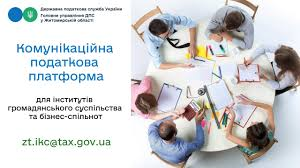 Державна податкова служба України
Головне управління ДПС
у Житомирській області
Комунікаційна
податкова
платформа
для інститутів
громадянського суспільства
та бізнес-спільнот
zt.ikc@tax.gov.ua